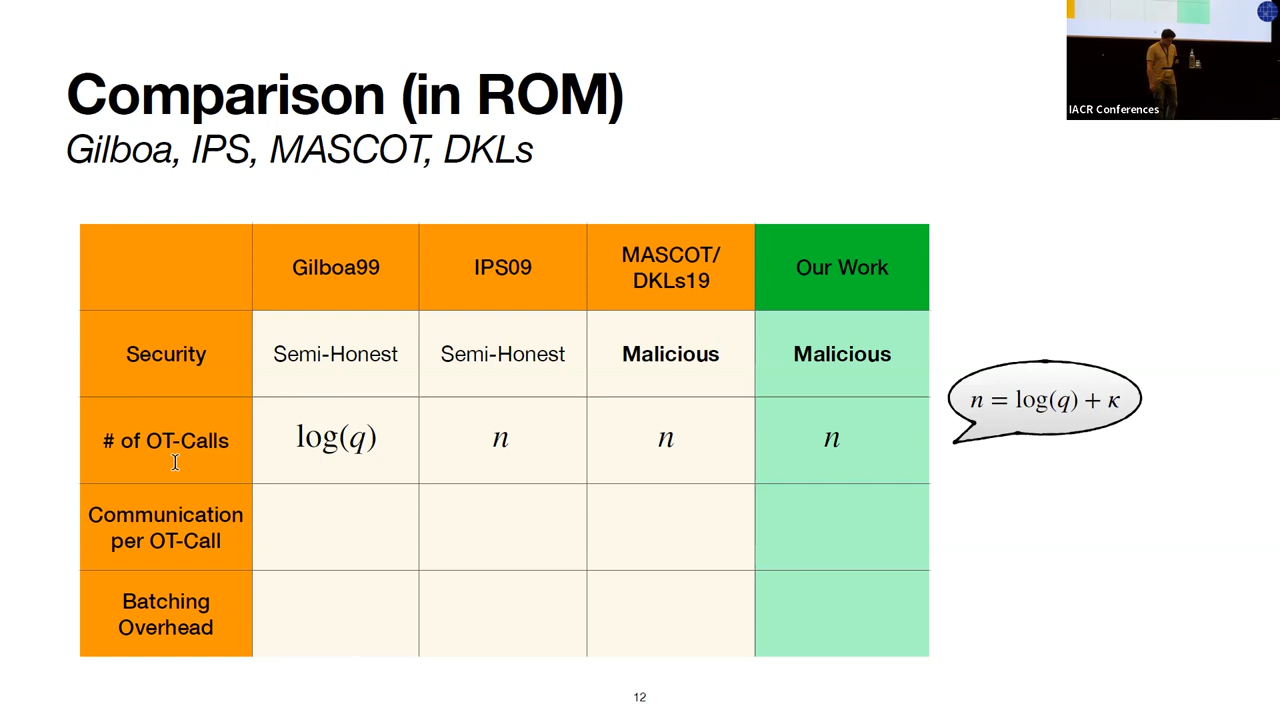 Comparison (in ROM)
Gilboa, IPS, MASCOT, DKLs
IACR Conferences
Gilboa99
IPS09
MASCOT/
DKLs19
Our Work
Security
Semi-Honest
Semi-Honest
Malicious
Malicious
# of OT-Calls
log(q)
n
n
n
n = log(q) + κ
Communication
per OT-Call
Batching
Overhead
12